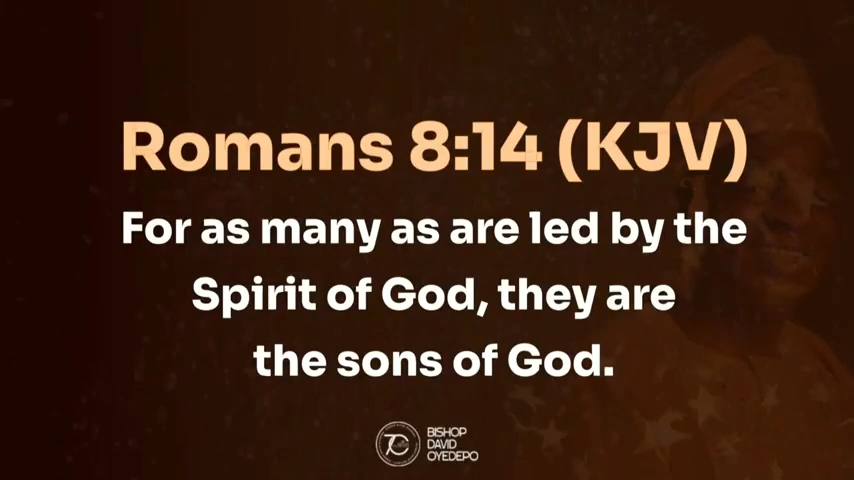 Romans 8:14 (KJV)
For as many as are led by the
Spirit of God, they are
the sons of God.
70
BISHOP
DAVID
OYEDEPO